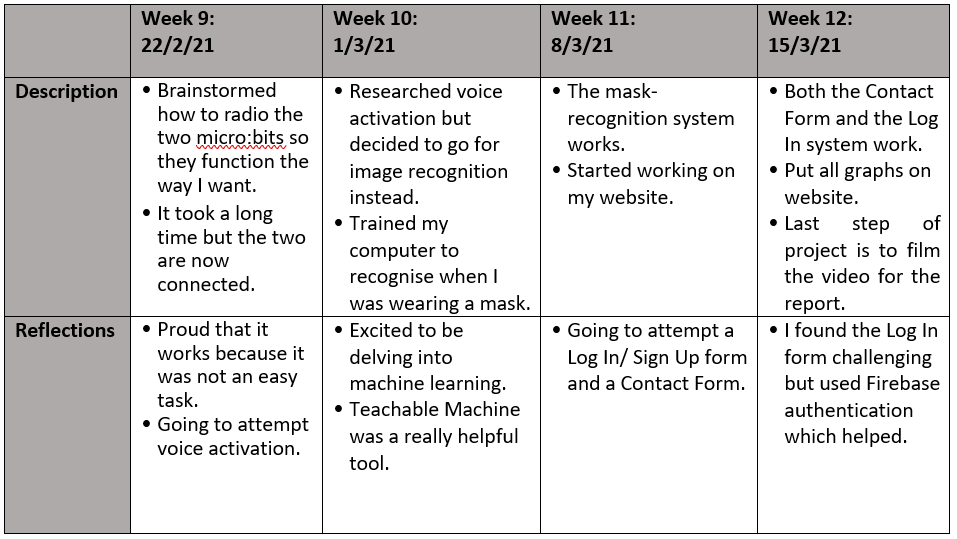 Week 9:
22/2/21
Week 10:
1/3/21
Week 11:
8/3/21
Week 12:
15/3/21
Description
• Brainstormed
how to radio the
two micro:bits so
they function the
way I want.
• It took a long
time but the two
are now
connected.
• Researched voice
activation but
decided to go for
image recognition
instead.
• Trained my
computer to
recognise when I
was wearing a mask.
• The mask-
recognition system
works.
• Started working on
my website.
• Both the Contact
Form and the Log
In system work.
• Put all graphs on
website.
• Last step of
project is to film
the video for the
report.
Reflections
• Proud that it
works because it
was not an easy
task.
• Going to attempt
voice activation.
• Excited to be
delving into
machine learning.
• Teachable Machine
was a really helpful
tool.
• Going to attempt a
Log In/ Sign Up form
and a Contact Form.
• I found the Log In
form challenging
but used Firebase
authentication
which helped.